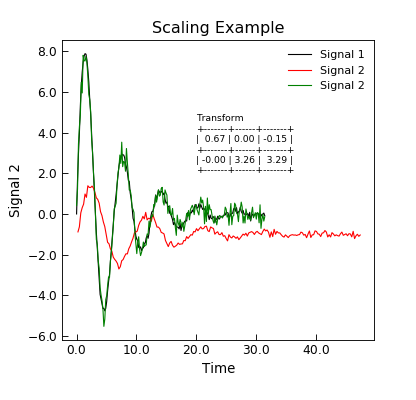 Scaling Example
Signal 1
Signal 2
Signal 2
Transform
+-------+-------+-------+
|  0.67 | 0.00 | -0.15 |
+-------+-------+-------+
| -0.00 | 3.26 |  3.29 |
+-------+-------+-------+
8.0
6.0
4.0
2.0
0.0
−2.0
−4.0
−6.0
Signal 2
0.0 10.0 20.0 30.0 40.0
Time